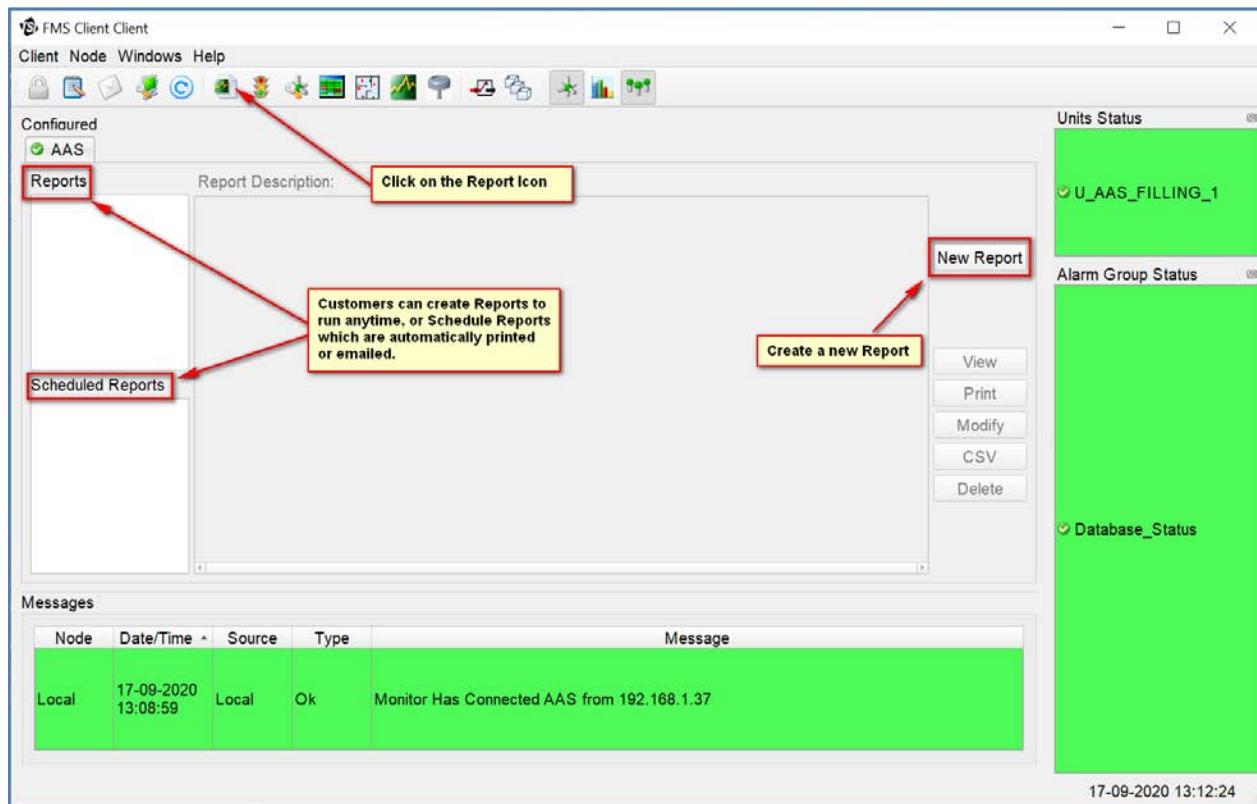 FMS Client Client
Client Node Windows Help
Configured
AAS
Reports
Report Description:
Click on the Report Icon
New Report
Customers can create Reports to
run anytime, or Schedule Reports
which are automatically printed
or emailed.
Create a new Report
Scheduled Reports
View
Print
Modify
CSV
Delete
Units Status
U_AAS_FILLING_1
Alarm Group Status
Database_Status
Messages
Node Date/Time Source Type Message
Local 17-09-2020 13:08:59 Local Ok Monitor Has Connected AAS from 192.168.1.37
17-09-2020 13:12:24